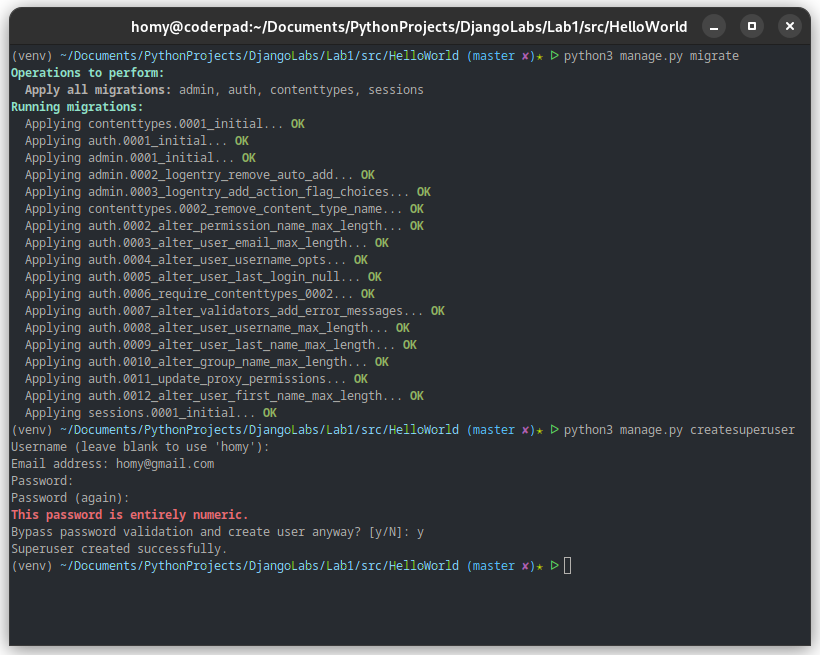 homy@coderpad:~/Documents/PythonProjects/DjangoLabs/Lab1/src/HelloWorld
(venv) ~/Documents/PythonProjects/DjangoLabs/Lab1/src/HelloWorld (master ✘)★ ▷ python3 manage.py migrate
Operations to perform:
  Apply all migrations: admin, auth, contenttypes, sessions
Running migrations:
  Applying contenttypes.0001_initial... OK
  Applying auth.0001_initial... OK
  Applying admin.0001_initial... OK
  Applying admin.0002_logentry_remove_auto_add... OK
  Applying admin.0003_logentry_add_action_flag_choices... OK
  Applying contenttypes.0002_remove_content_type_name... OK
  Applying auth.0002_alter_permission_name_max_length... OK
  Applying auth.0003_alter_user_email_max_length... OK
  Applying auth.0004_alter_user_username_opts... OK
  Applying auth.0005_alter_user_last_login_null... OK
  Applying auth.0006_require_contenttypes_0002... OK
  Applying auth.0007_alter_validators_add_error_messages... OK
  Applying auth.0008_alter_user_username_max_length... OK
  Applying auth.0009_alter_user_last_name_max_length... OK
  Applying auth.0010_alter_group_name_max_length... OK
  Applying auth.0011_update_proxy_permissions... OK
  Applying auth.0012_alter_user_first_name_max_length... OK
  Applying sessions.0001_initial... OK
(venv) ~/Documents/PythonProjects/DjangoLabs/Lab1/src/HelloWorld (master ✘)★ ▷ python3 manage.py createsuperuser
Username (leave blank to use 'homy'):
Email address: homy@gmail.com
Password:
Password (again):
This password is entirely numeric.
Bypass password validation and create user anyway? [y/N]: y
Superuser created successfully.
(venv) ~/Documents/PythonProjects/DjangoLabs/Lab1/src/HelloWorld (master ✘)★ ▷